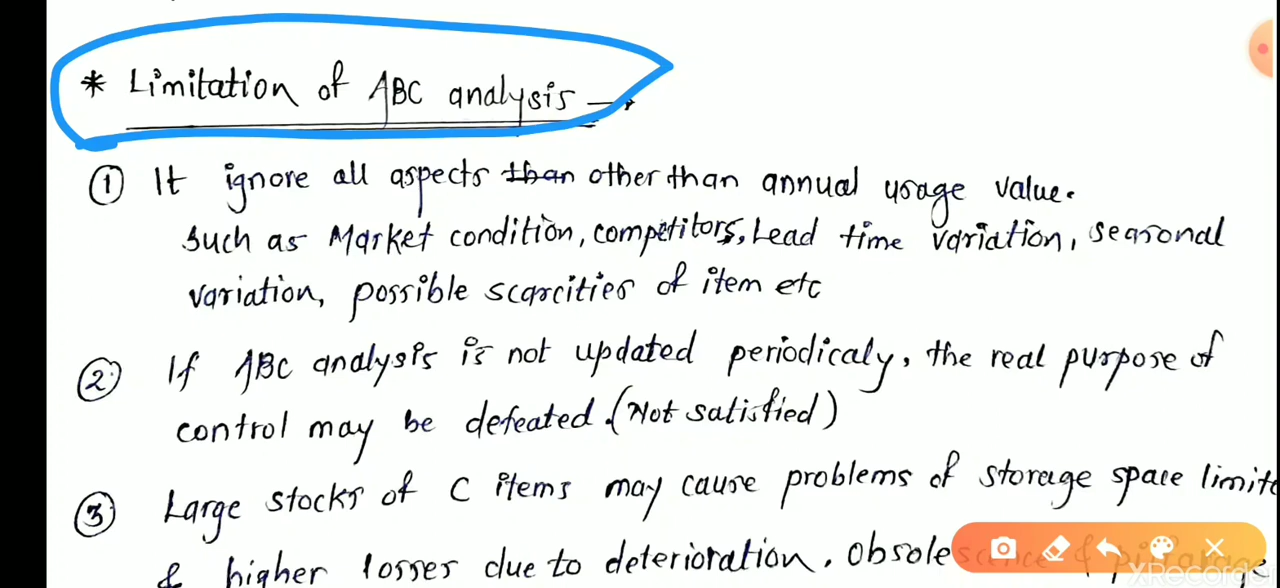 * Limitation of ABC analysis →
① It ignore all aspects than other than annual usage value.
such as Market condition, competitors, Lead time variation, seasonal
variation, possible scarcities of item etc
② If ABC analysis is not updated periodicaly, the real purpose of
control may be defeated. (Not satisfied)
③ Large stocks of C items may cause problems of storage space
& higher losses due to deterioration,
XRecorder